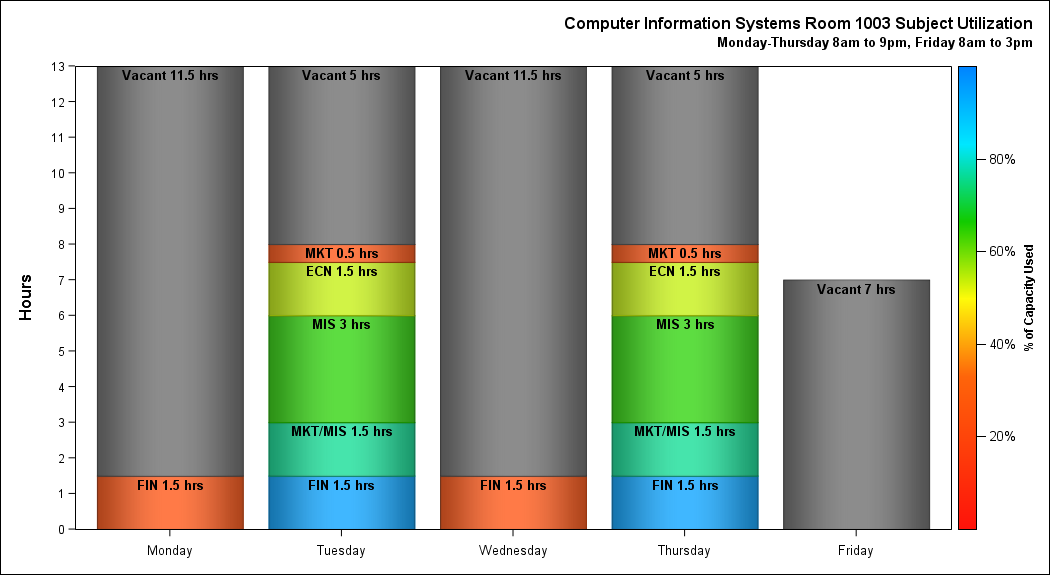 Computer Information Systems Room 1003 Subject Utilization
Monday-Thursday 8am to 9pm, Friday 8am to 3pm
Hours
13
12
11
10
9
8
7
6
5
4
3
2
1
0
Vacant 11.5 hrs
FIN 1.5 hrs
Vacant 5 hrs
MKT 0.5 hrs
ECN 1.5 hrs
MIS 3 hrs
MKT/MIS 1.5 hrs
FIN 1.5 hrs
Vacant 11.5 hrs
FIN 1.5 hrs
Vacant 5 hrs
MKT 0.5 hrs
ECN 1.5 hrs
MIS 3 hrs
MKT/MIS 1.5 hrs
FIN 1.5 hrs
Vacant 7 hrs
Monday
Tuesday
Wednesday
Thursday
Friday
80%
60%
40%
20%
% of Capacity Used